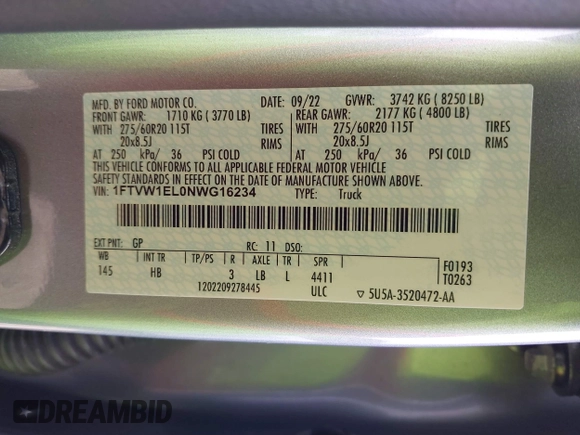 MFD. BY FORD MOTOR CO. DATE: 09/22 GVWR: 3742 KG ( 8250 LB)
FRONT GAWR: 1710 KG ( 3770 LB) REAR GAWR: 2177 KG ( 4800 LB)
WITH 275/60R20 115T TIRES WITH 275/60R20 115T TIRES
20x8.5J RIMS 20x8.5J RIMS
AT 250 kPa/ 36 PSI COLD AT 250 kPa/ 36 PSI COLD
THIS VEHICLE CONFORMS TO ALL APPLICABLE FEDERAL MOTOR VEHICLE
SAFETY STANDARDS IN EFFECT ON THE DATE OF MANUFACTURE SHOWN ABOVE.
VIN: 1FTVW1EL0NWG16234 TYPE: Truck
EXT PNT: GP RC: 11 DSO:
WB INT TR TP/PS R AXLE TR SPR F0193
145 HB 3 LB L 4411 T0263
1202209278445 ULC ▽ 5U5A-3520472-AA
DREAMBID